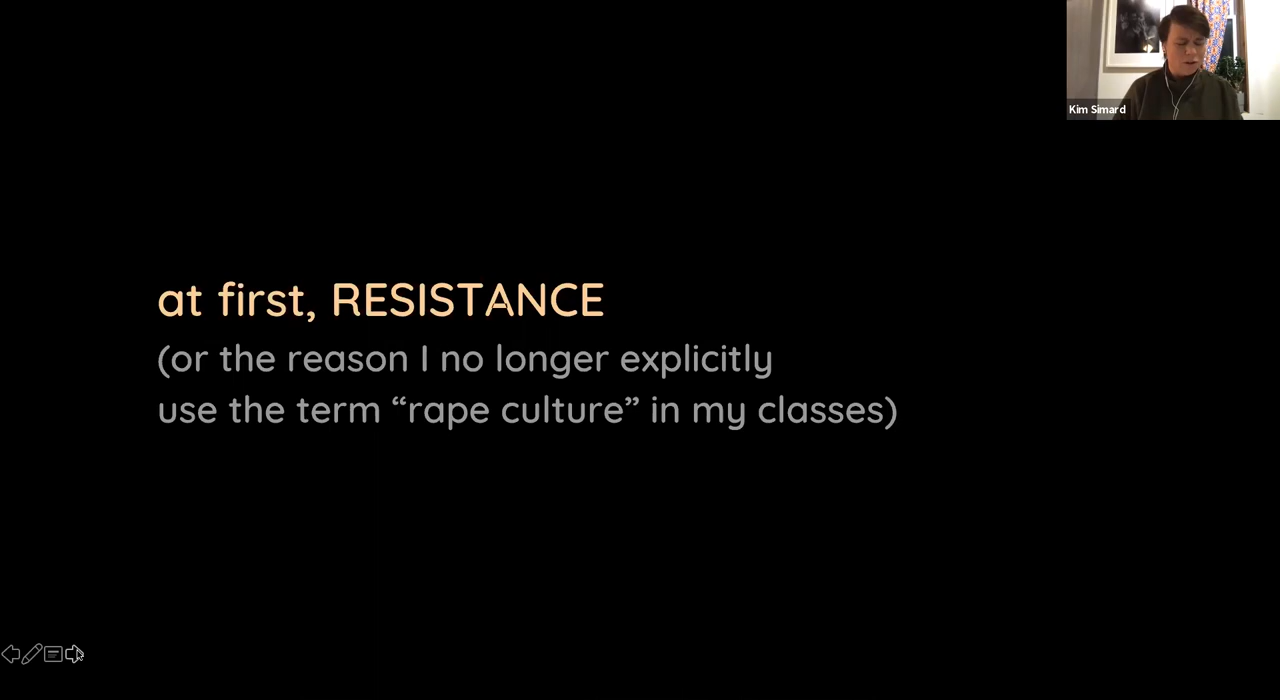 Kim Simard
at first, RESISTANCE
(or the reason I no longer explicitly
use the term “rape culture” in my classes)